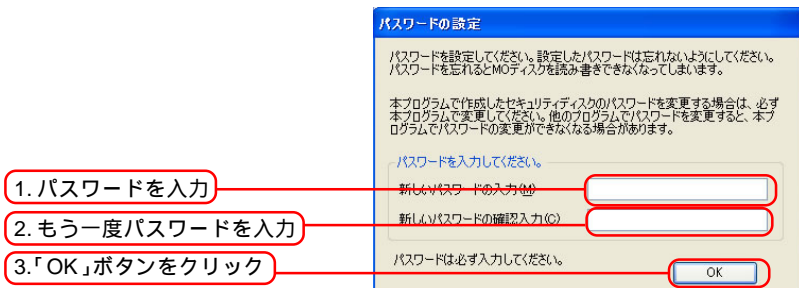 パスワードの設定
パスワードを設定してください。設定したパスワードは忘れないようにしてください。
パスワードを忘れるとMOディスクを読み書きできなくなってしまいます。
本プログラムで作成したセキュリティディスクのパスワードを変更する場合は、必ず
本プログラムで変更してください。他のプログラムでパスワードを変更すると、本プ
ログラムでパスワードの変更ができなくなる場合があります。
パスワードを入力してください。
1. パスワードを入力
新しいパスワードの入力(M)
2. もう一度パスワードを入力
新しいパスワードの確認入力(C)
パスワードは必ず入力してください。
3.「OK」ボタンをクリック
OK